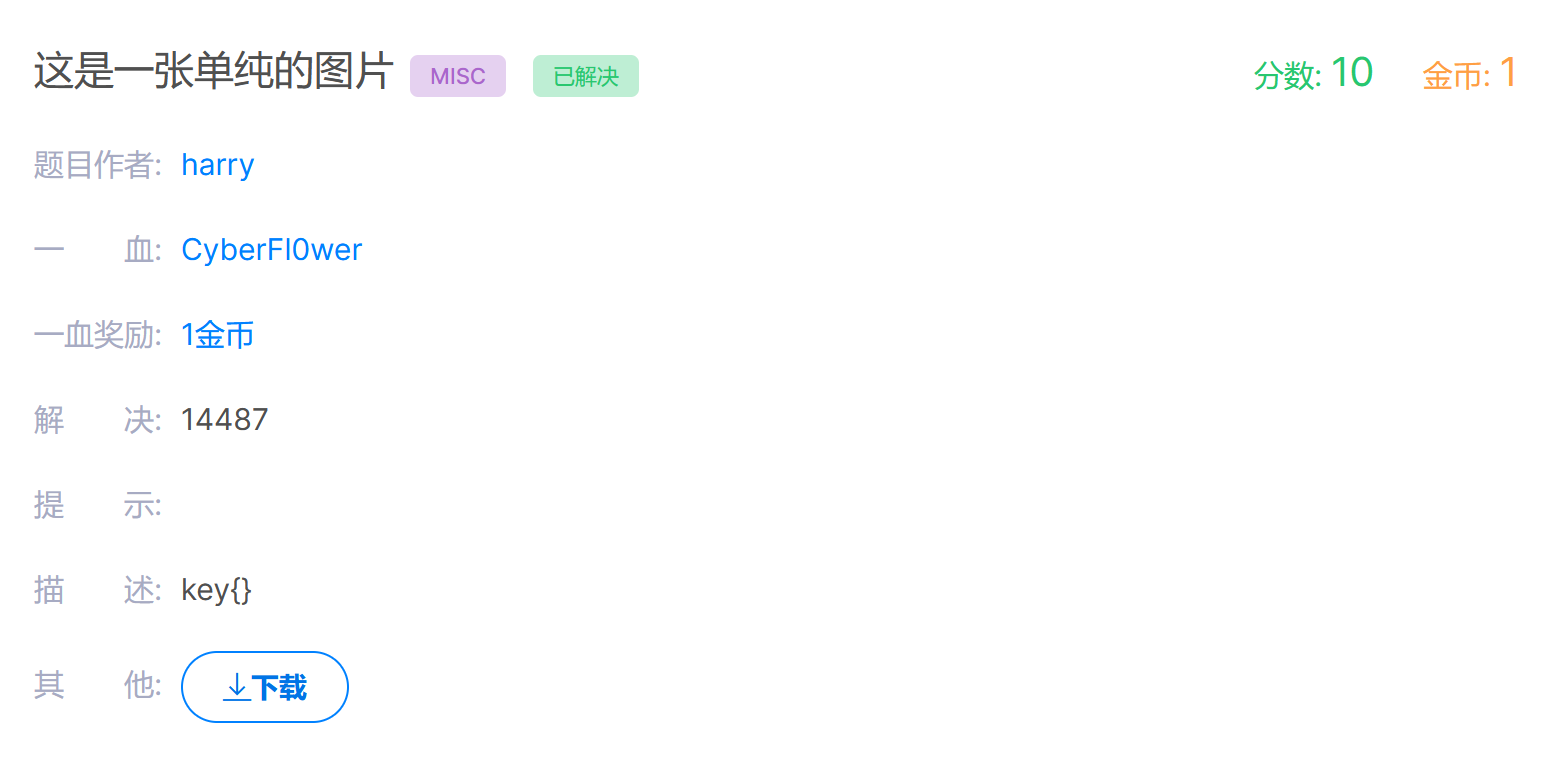 这是一张单纯的图片 MISC 已解决 分数: 10 金币: 1
题目作者: harry
一 血: CyberFl0wer
一血奖励: 1金币
解 决: 14487
提 示:
描 述: key{}
其 他: 下载